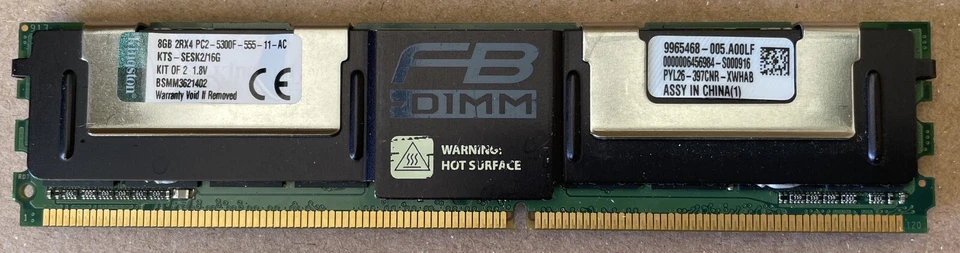 Kingston
8GB 2RX4 PC2-5300F-555-11-AC
KTS-SESK2/16G
KIT OF 2 1.8V
BSMM3621402
Warranty Void If Removed
CE
FB
DIMM
WARNING:
HOT SURFACE
9965468-005.A00LF
0000006456984-S000916
PYL26-397CNR-XWHAB
ASSY IN CHINA(1)
120